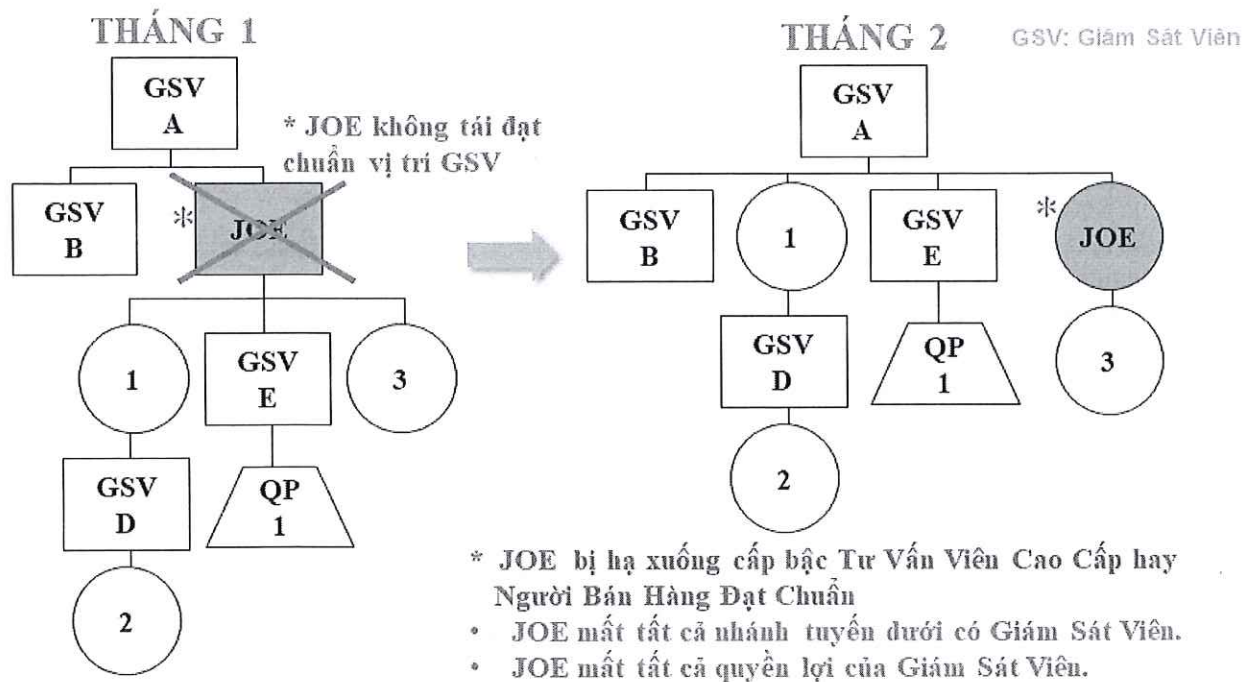 THÁNG 1
GSV
A
* JOE không tái đạt
chuẩn vị trí GSV
GSV
B
*
JOE
1
GSV
E
3
GSV
D
QP
1
2
THÁNG 2
GSV: Giám Sát Viên
GSV
A
GSV
B
1
GSV
E
*
JOE
GSV
D
QP
1
3
2
* JOE bị hạ xuống cấp bậc Tư Vấn Viên Cao Cấp hay
Người Bán Hàng Đạt Chuẩn
• JOE mất tất cả nhánh tuyến dưới có Giám Sát Viên.
• JOE mất tất cả quyền lợi của Giám Sát Viên.